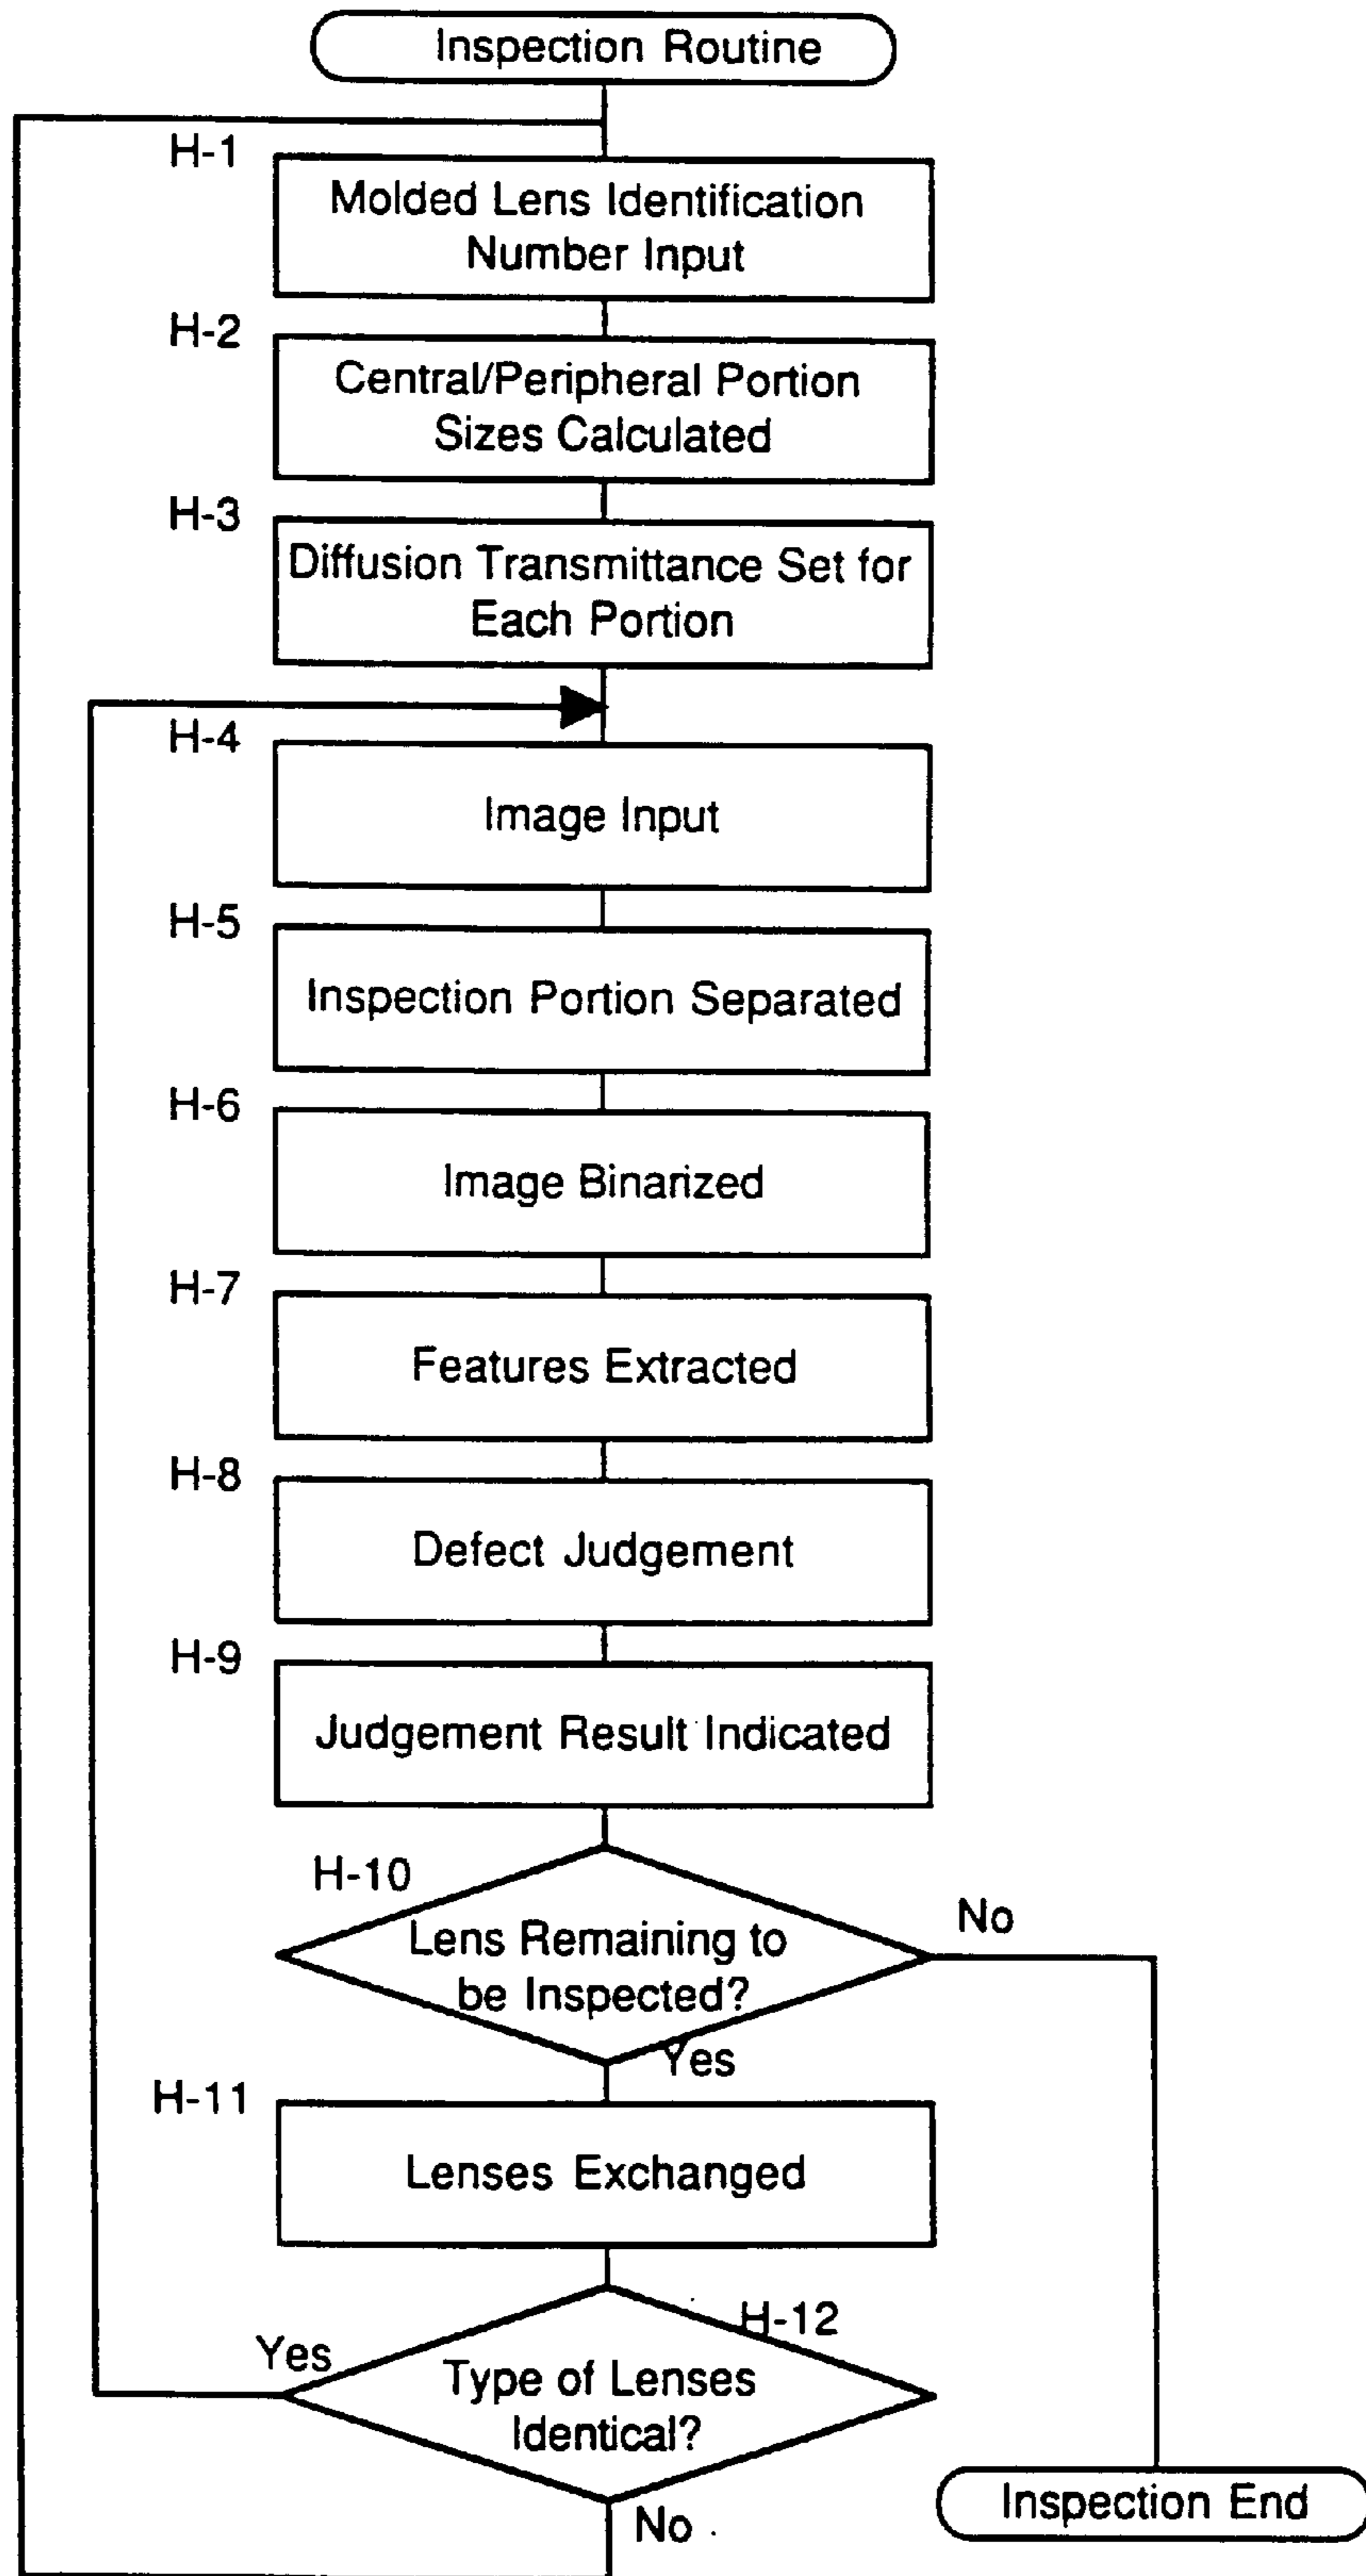 Inspection Routine
H-1
Molded Lens Identification
Number Input
H-2
Central/Peripheral Portion
Sizes Calculated
H-3
Diffusion Transmittance Set for
Each Portion
H-4
Image Input
H-5
Inspection Portion Separated
H-6
Image Binarized
H-7
Features Extracted
H-8
Defect Judgement
H-9
Judgement Result Indicated
H-10
Lens Remaining to
be Inspected?
No
Yes
H-11
Lenses Exchanged
H-12
Yes
Type of Lenses
Identical?
No
Inspection End